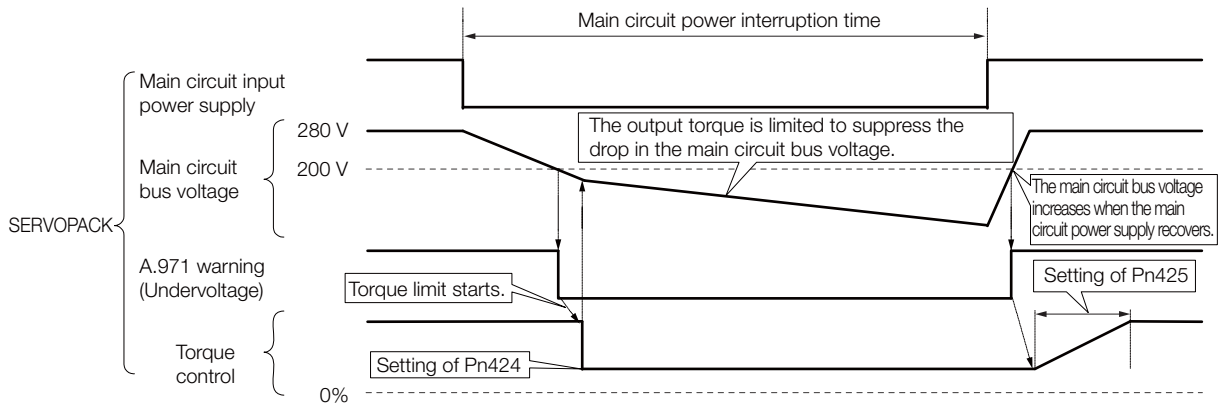 Main circuit power interruption time
Main circuit input
power supply
280 V
The output torque is limited to suppress the
drop in the main circuit bus voltage.
Main circuit
bus voltage
200 V
The main circuit bus voltage
increases when the main
circuit power supply recovers.
SERVOPACK
A.971 warning
(Undervoltage)
Torque limit starts.
Setting of Pn425
Torque
control
Setting of Pn424
0%